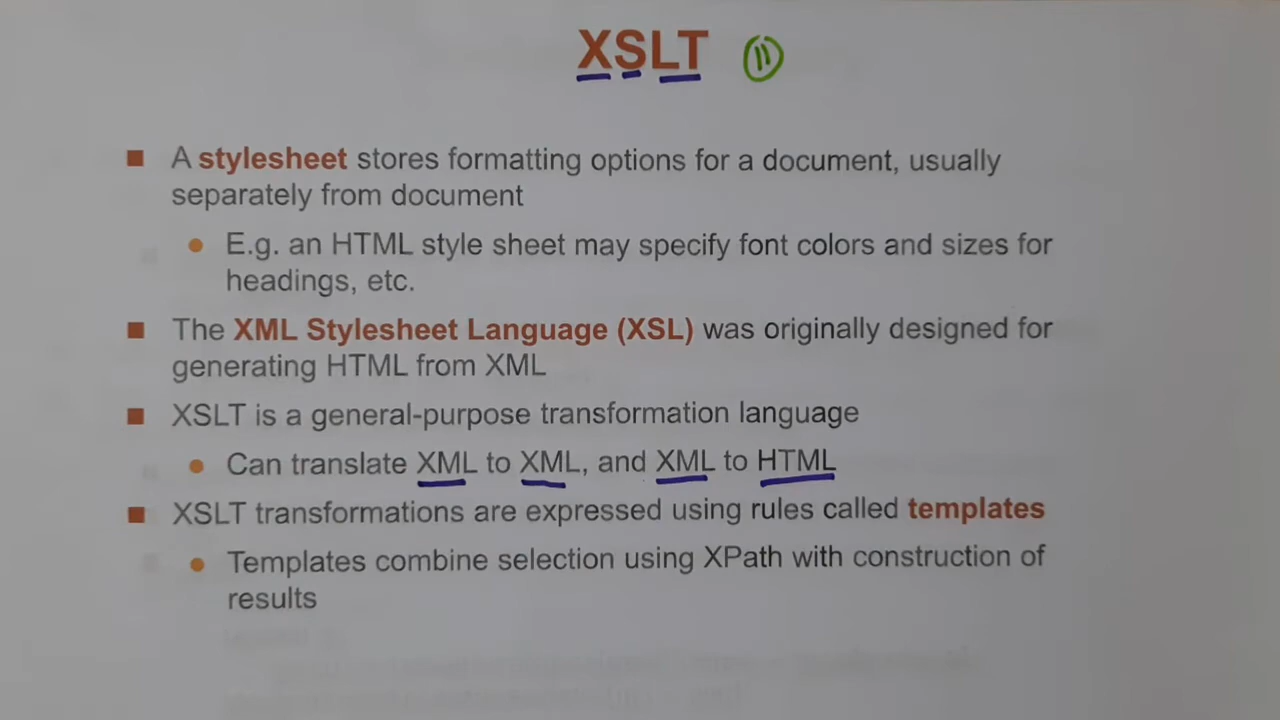 XSLT 11
■ A stylesheet stores formatting options for a document, usually
separately from document
● E.g. an HTML style sheet may specify font colors and sizes for
headings, etc.
■ The XML Stylesheet Language (XSL) was originally designed for
generating HTML from XML
■ XSLT is a general-purpose transformation language
● Can translate XML to XML, and XML to HTML
■ XSLT transformations are expressed using rules called templates
● Templates combine selection using XPath with construction of
results